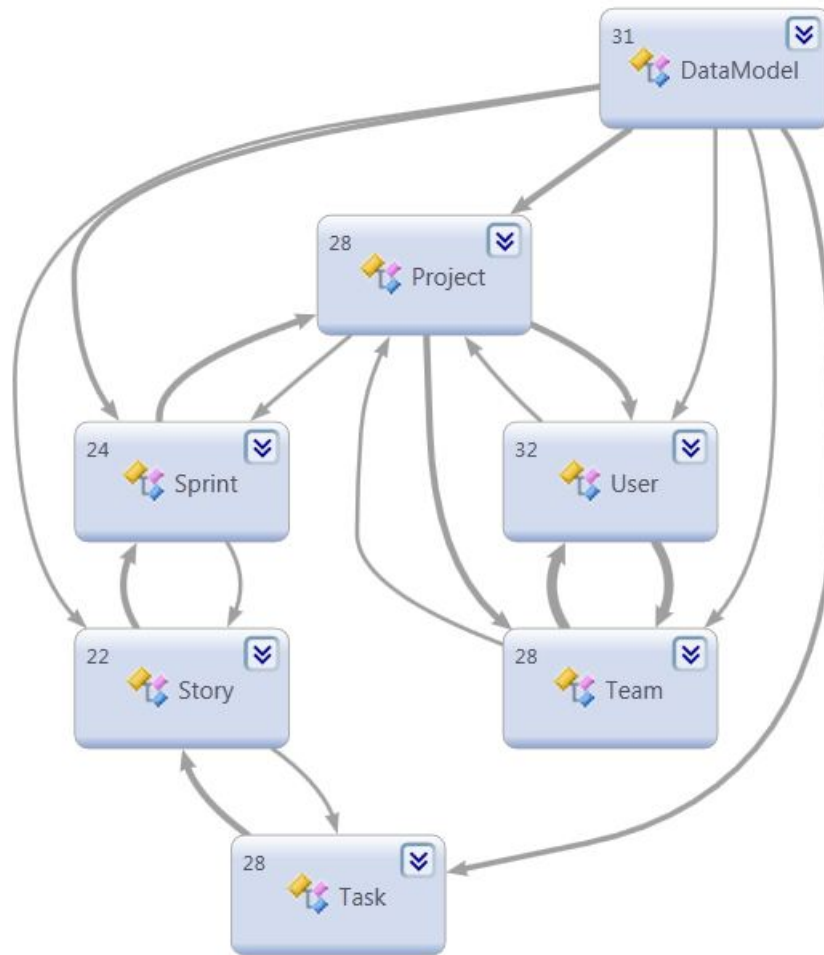 31
DataModel
28
Project
24
Sprint
32
User
22
Story
28
Team
28
Task